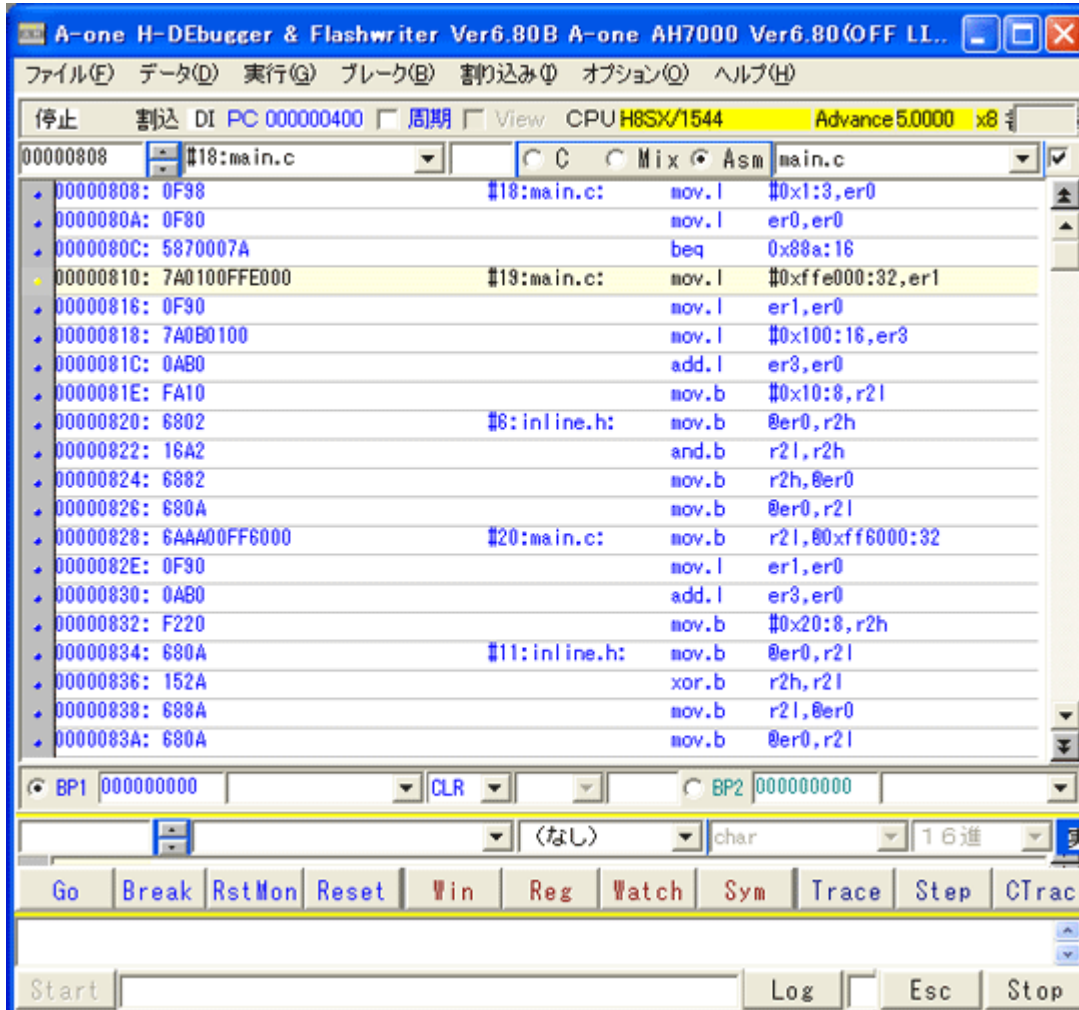 A-one H-DEbugger & Flashwriter Ver6.80B A-one AH7000 Ver6.80(OFF LI..
ファイル(F) データ(D) 実行(G) ブレーク(B) 割り込み(I) オプション(O) ヘルプ(H)
停止 割込 DI PC 000000400 周期 View CPU H8SX/1544 Advance 5.0000 x8
00000808 #18:main.c C Mix Asm main.c
00000808: 0F98 #18:main.c: mov.l #0x1:3,er0
0000080A: 0F80 mov.l er0,er0
0000080C: 5870007A beq 0x88a:16
00000810: 7A0100FFE000 #19:main.c: mov.l #0xffe000:32,er1
00000816: 0F90 mov.l er1,er0
00000818: 7A0B0100 mov.l #0x100:16,er3
0000081C: 0AB0 add.l er3,er0
0000081E: FA10 mov.b #0x10:8,r2l
00000820: 6802 #6:inline.h: mov.b @er0,r2h
00000822: 16A2 and.b r2l,r2h
00000824: 6882 mov.b r2h,@er0
00000826: 680A mov.b @er0,r2l
00000828: 6AAA00FF6000 #20:main.c: mov.b r2l,@0xff6000:32
0000082E: 0F90 mov.l er1,er0
00000830: 0AB0 add.l er3,er0
00000832: F220 mov.b #0x20:8,r2h
00000834: 680A #11:inline.h: mov.b @er0,r2l
00000836: 152A xor.b r2h,r2l
00000838: 688A mov.b r2l,@er0
0000083A: 680A mov.b @er0,r2l
BP1 000000000 CLR BP2 000000000
(なし) char 16進
Go Break RstMon Reset Win Reg Watch Sym Trace Step CTrac
Start Log Esc Stop